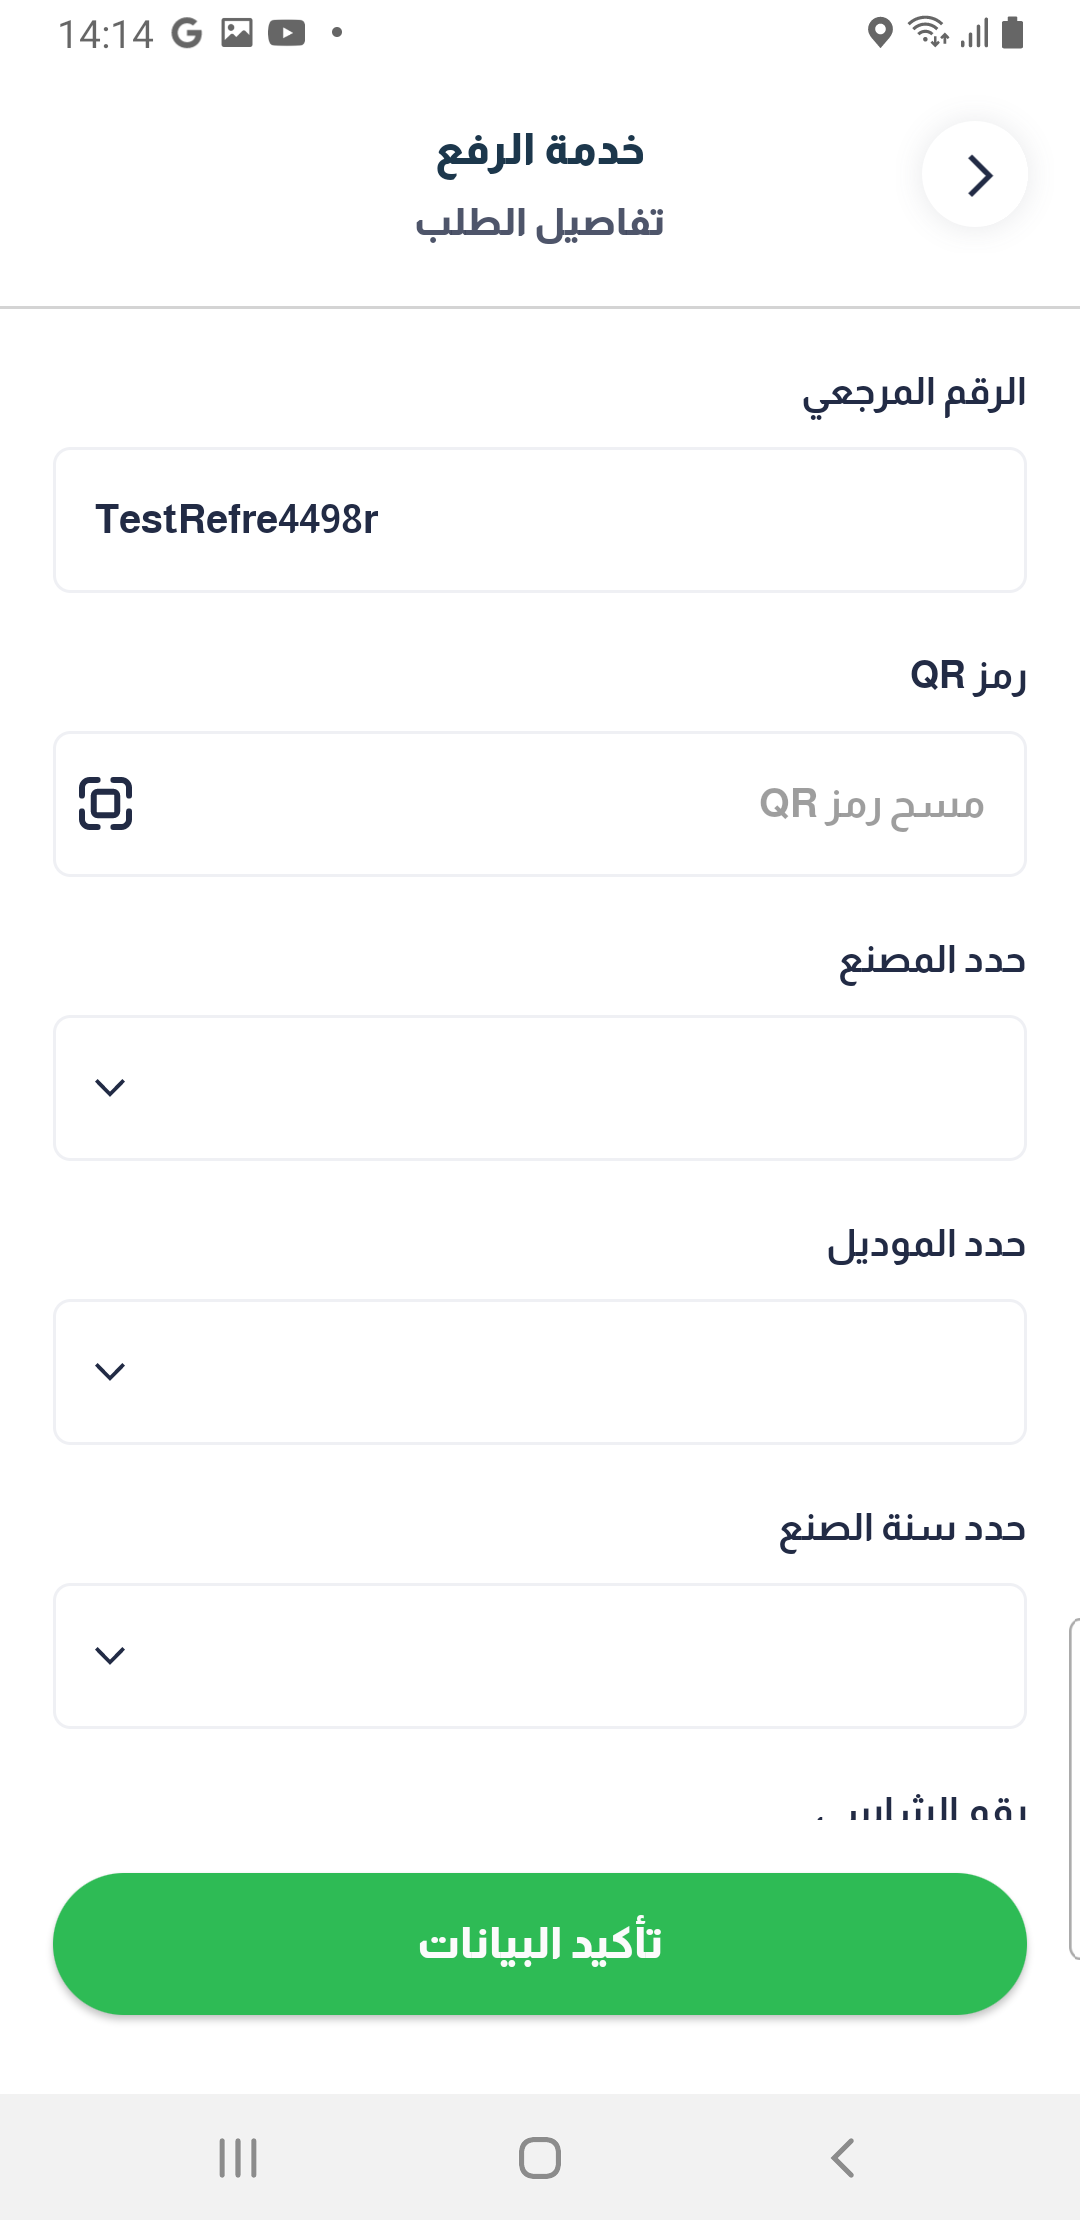 14:14
خدمة الرفع
تفاصيل الطلب
الرقم المرجعي
TestRefre4498r
رمز QR
مسح رمز QR
حدد المصنع
حدد الموديل
حدد سنة الصنع
رقم الشاسي
تأكيد البيانات